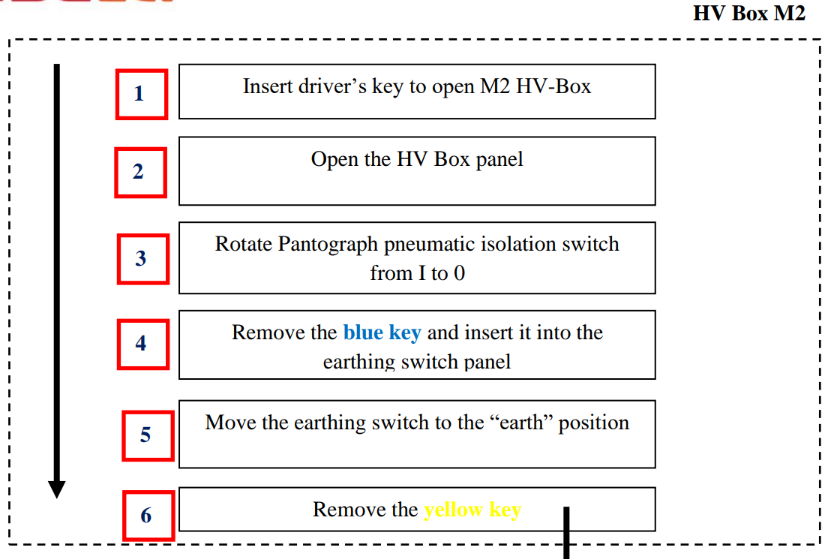 HV Box M2
1
Insert driver’s key to open M2 HV-Box
2
Open the HV Box panel
3
Rotate Pantograph pneumatic isolation switch
from I to 0
4
Remove the blue key and insert it into the
earthing switch panel
5
Move the earthing switch to the “earth” position
6
Remove the yellow key